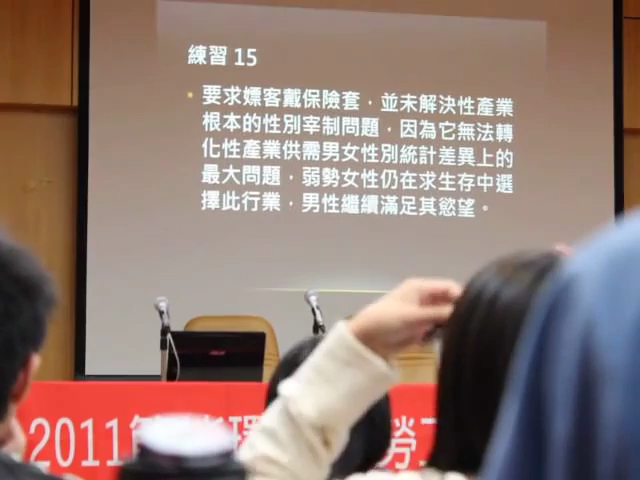 練習 15
要求嫖客戴保險套，並未解決性產業
根本的性別宰制問題，因為它無法轉
化性產業供需男女性別統計差異上的
最大問題，弱勢女性仍在求生存中選
擇此行業，男性繼續滿足其慾望。
2011 勞